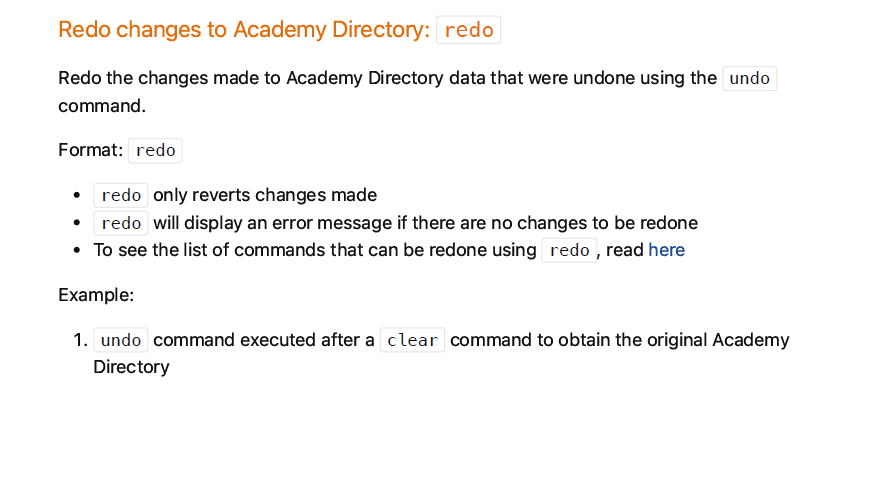 Redo changes to Academy Directory: redo
Redo the changes made to Academy Directory data that were undone using the undo
command.
Format: redo
• redo only reverts changes made
• redo will display an error message if there are no changes to be redone
• To see the list of commands that can be redone using redo, read here
Example:
1. undo command executed after a clear command to obtain the original Academy
Directory